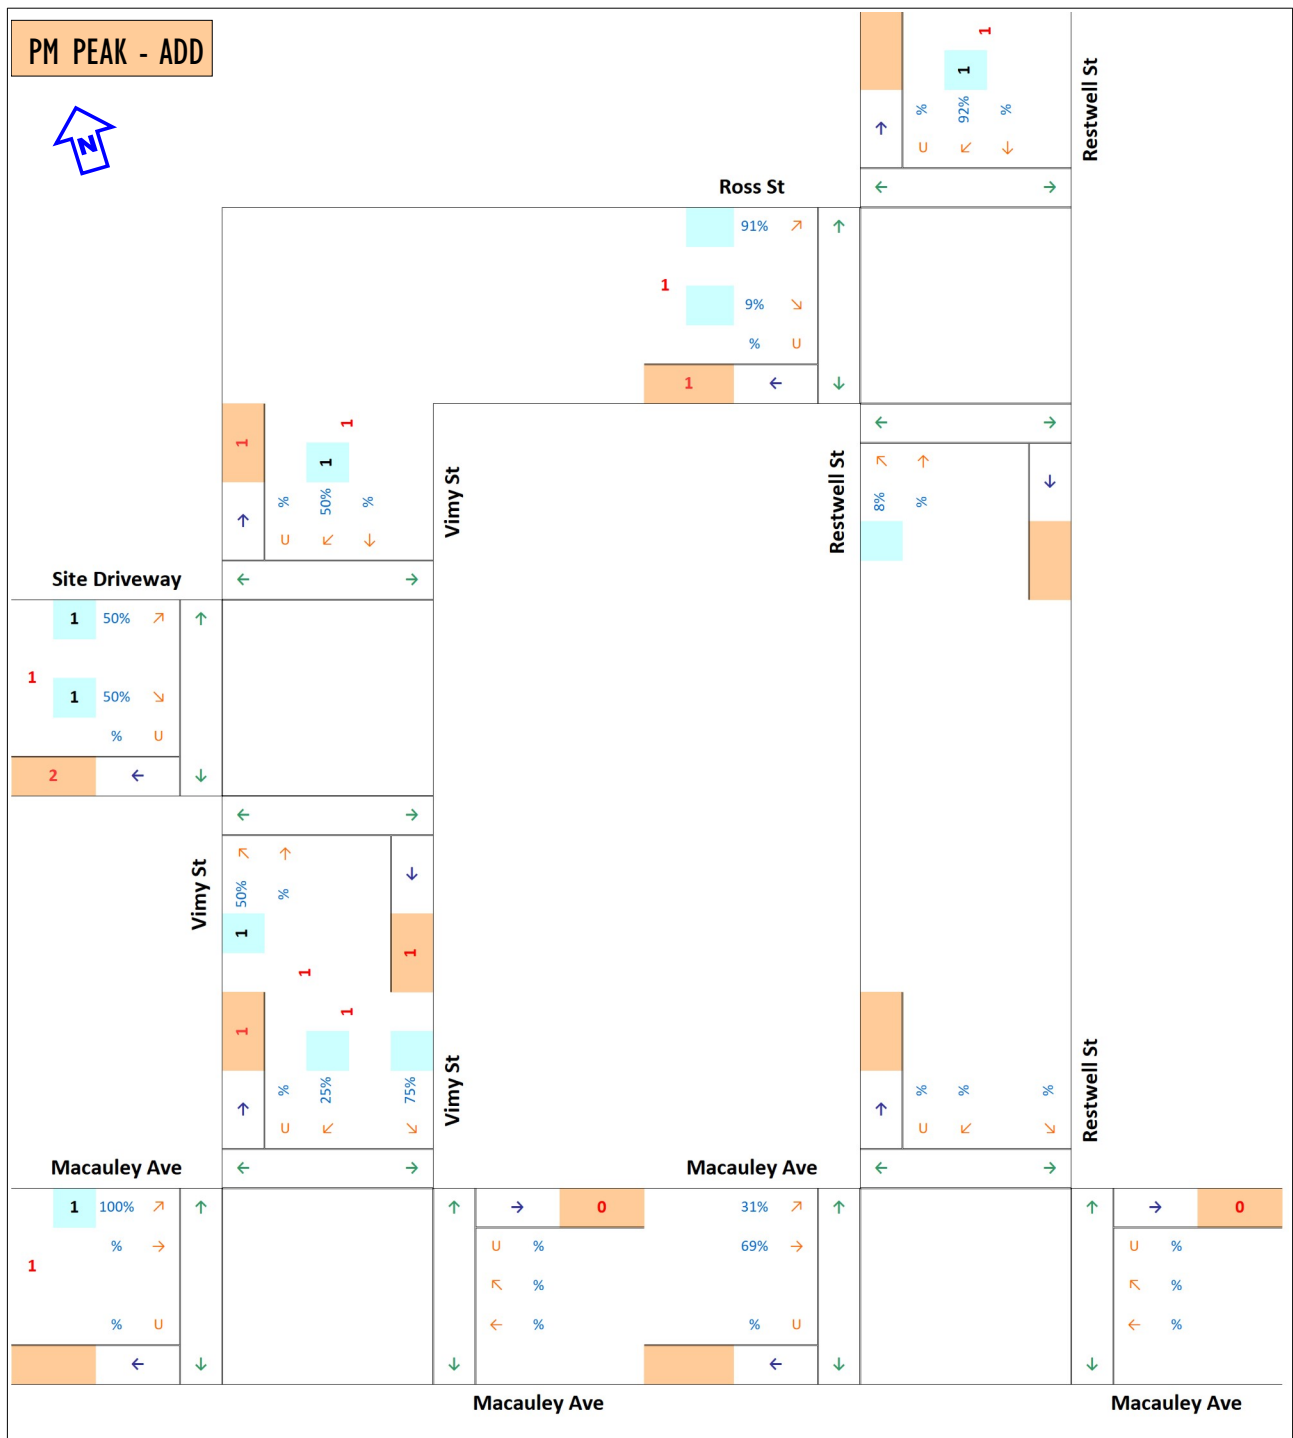 PM PEAK - ADD
N
1
1
% 92% %
↑ U ↙ ↓
Restwell St
← →
Ross St
91% ↗ ↑
1
9% ↘
% U
1 ← ↓
← →
1
1
1
% 50% %
↑ U ↙ ↓
Vimy St
← →
Restwell St
↖ ↑
8% % ↓
Site Driveway
1 50% ↗ ↑
1
1 50% ↘
% U
2 ← ↓
← →
Vimy St
↖ ↑ ↓
50% %
1
1
1
1
1
% 25% 75%
↑ U ↙ ↘
Vimy St
← →
% % %
↑ U ↙ ↘
Restwell St
← →
Macauley Ave
1 100% ↗ ↑
% →
1
% U
← ↓
↑ → 0
U %
↖ %
← %
↓
Macauley Ave
Macauley Ave
31% ↗ ↑
69% →
% U
← ↓
↑ → 0
U %
↖ %
← %
↓
Macauley Ave